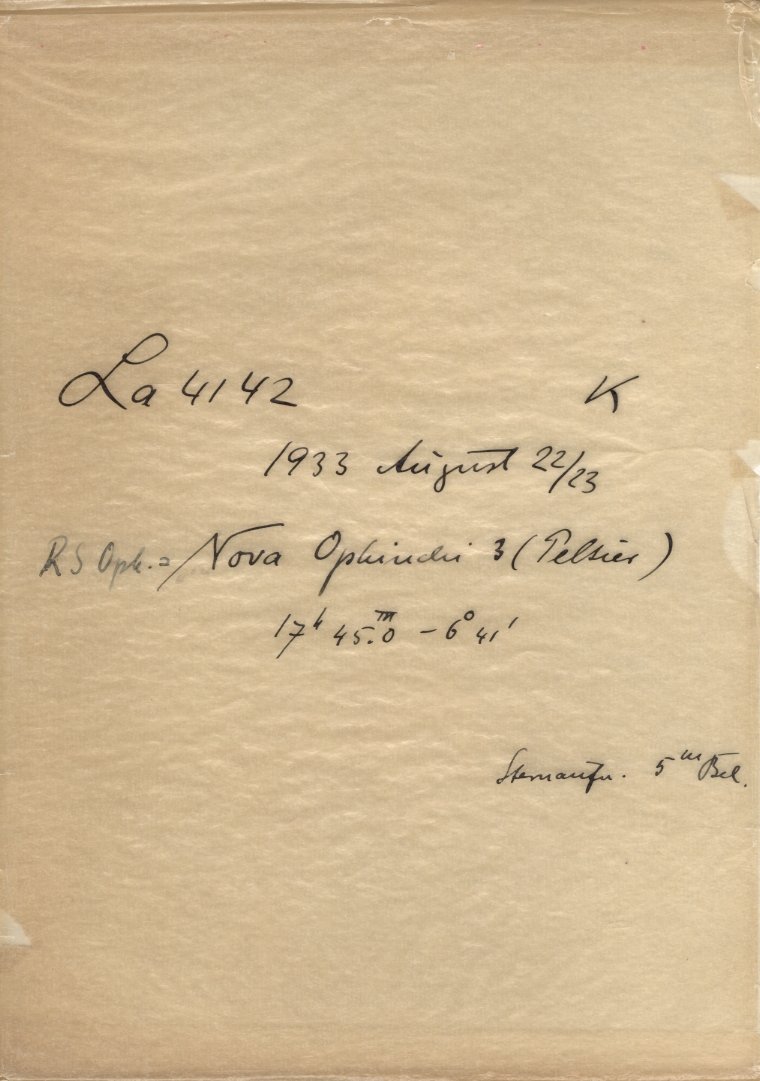 La 4142 K
1933 August 22/23
RS Oph. = Nova Ophiuchi 3 (Peltier)
17ʰ 45.ᵐ0 – 6° 41'
Sternaufn. 5ᵐ Bel.